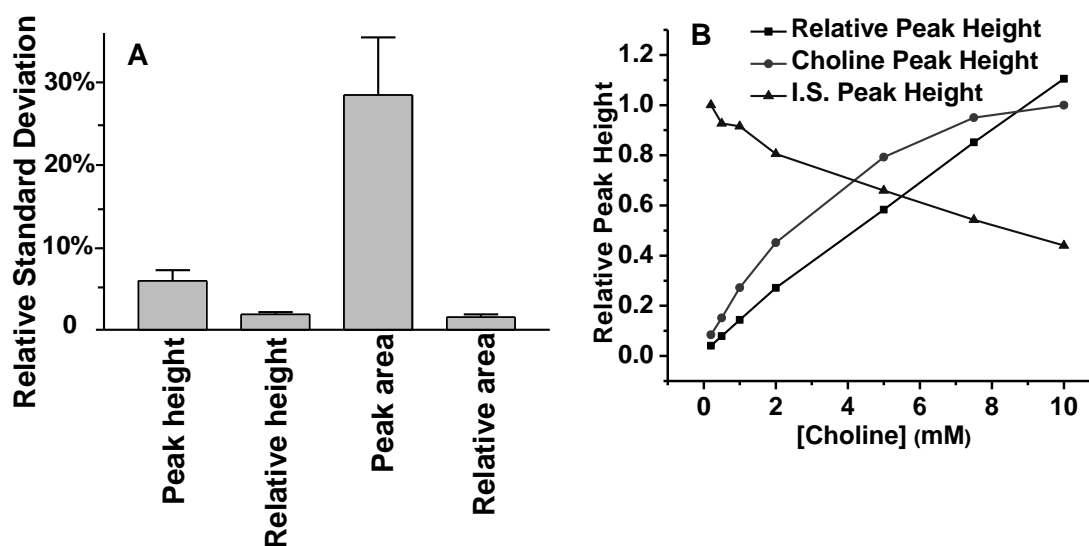 A
Relative Standard Deviation
30%
20%
10%
0
Peak height
Relative height
Peak area
Relative area
B
Relative Peak Height
Choline Peak Height
I.S. Peak Height
Relative Peak Height
1.2
1.0
0.8
0.6
0.4
0.2
0.0
0 2 4 6 8 10
[Choline] (mM)